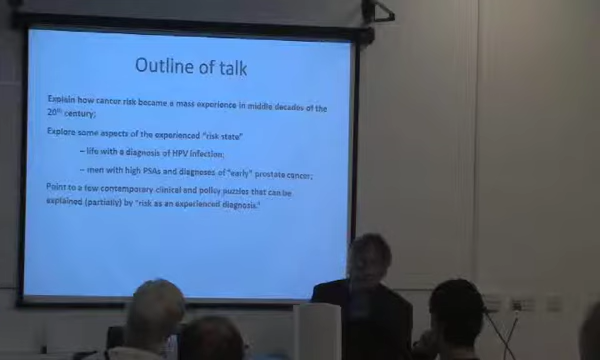 Outline of talk
Explain how cancer risk became a mass experience in middle decades of the
20th century;
Explore some aspects of the experienced "risk state"
– life with a diagnosis of HPV infection;
– men with high PSAs and diagnoses of "early" prostate cancer;
Point to a few contemporary clinical and policy puzzles that can be
explained (partially) by "risk as an experienced diagnosis."